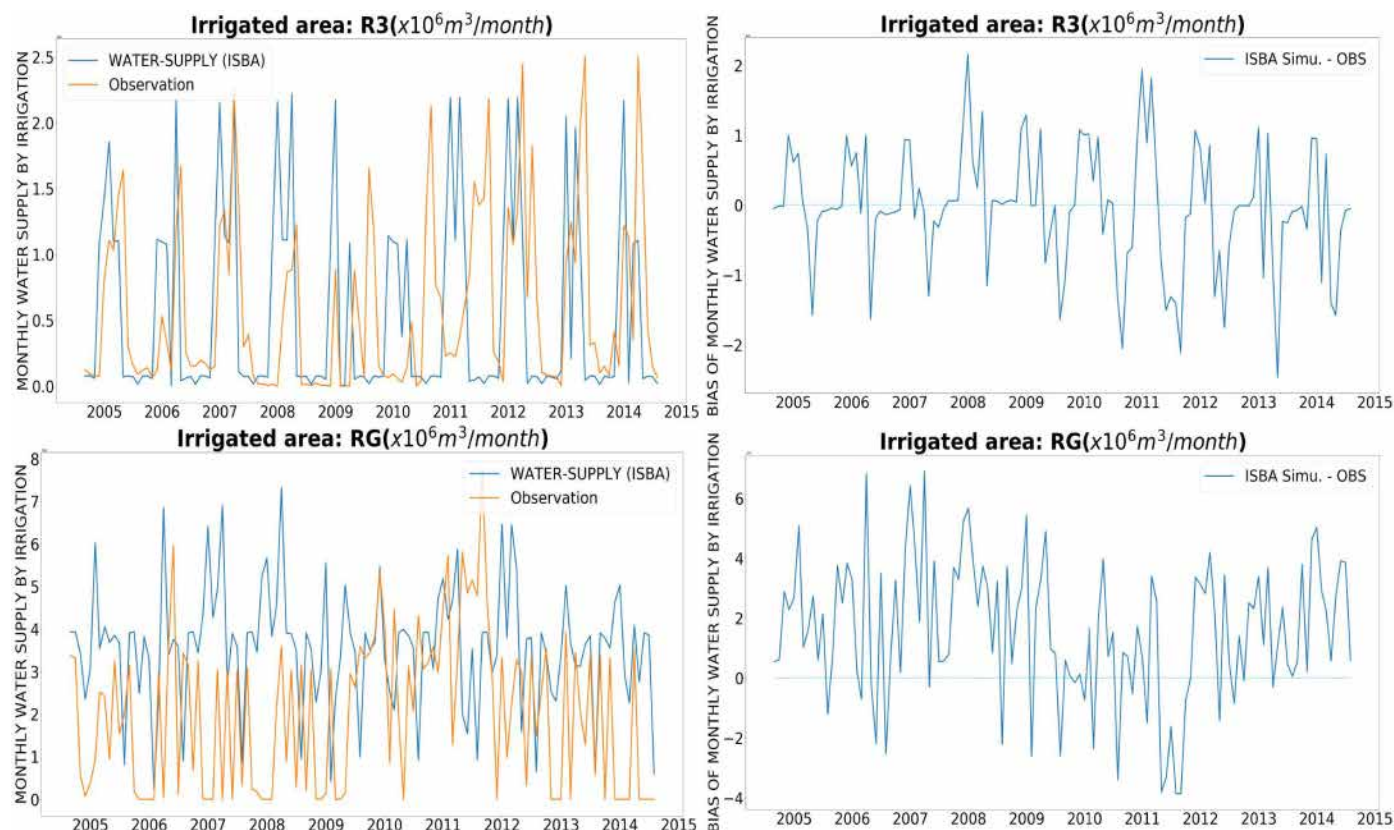 Irrigated area: R3(x10⁶m³/month)
MONTHLY WATER SUPPLY BY IRRIGATION
WATER-SUPPLY (ISBA)
Observation
2.5
2.0
1.5
1.0
0.5
0.0
2005 2006 2007 2008 2009 2010 2011 2012 2013 2014 2015
Irrigated area: R3(x10⁶m³/month)
BIAS OF MONTHLY WATER SUPPLY BY IRRIGATION
ISBA Simu. - OBS
2
1
0
−1
−2
2005 2006 2007 2008 2009 2010 2011 2012 2013 2014 2015
Irrigated area: RG(x10⁶m³/month)
MONTHLY WATER SUPPLY BY IRRIGATION
WATER-SUPPLY (ISBA)
Observation
8
7
6
5
4
3
2
1
0
2005 2006 2007 2008 2009 2010 2011 2012 2013 2014 2015
Irrigated area: RG(x10⁶m³/month)
BIAS OF MONTHLY WATER SUPPLY BY IRRIGATION
ISBA Simu. - OBS
6
4
2
0
−2
−4
2005 2006 2007 2008 2009 2010 2011 2012 2013 2014 2015